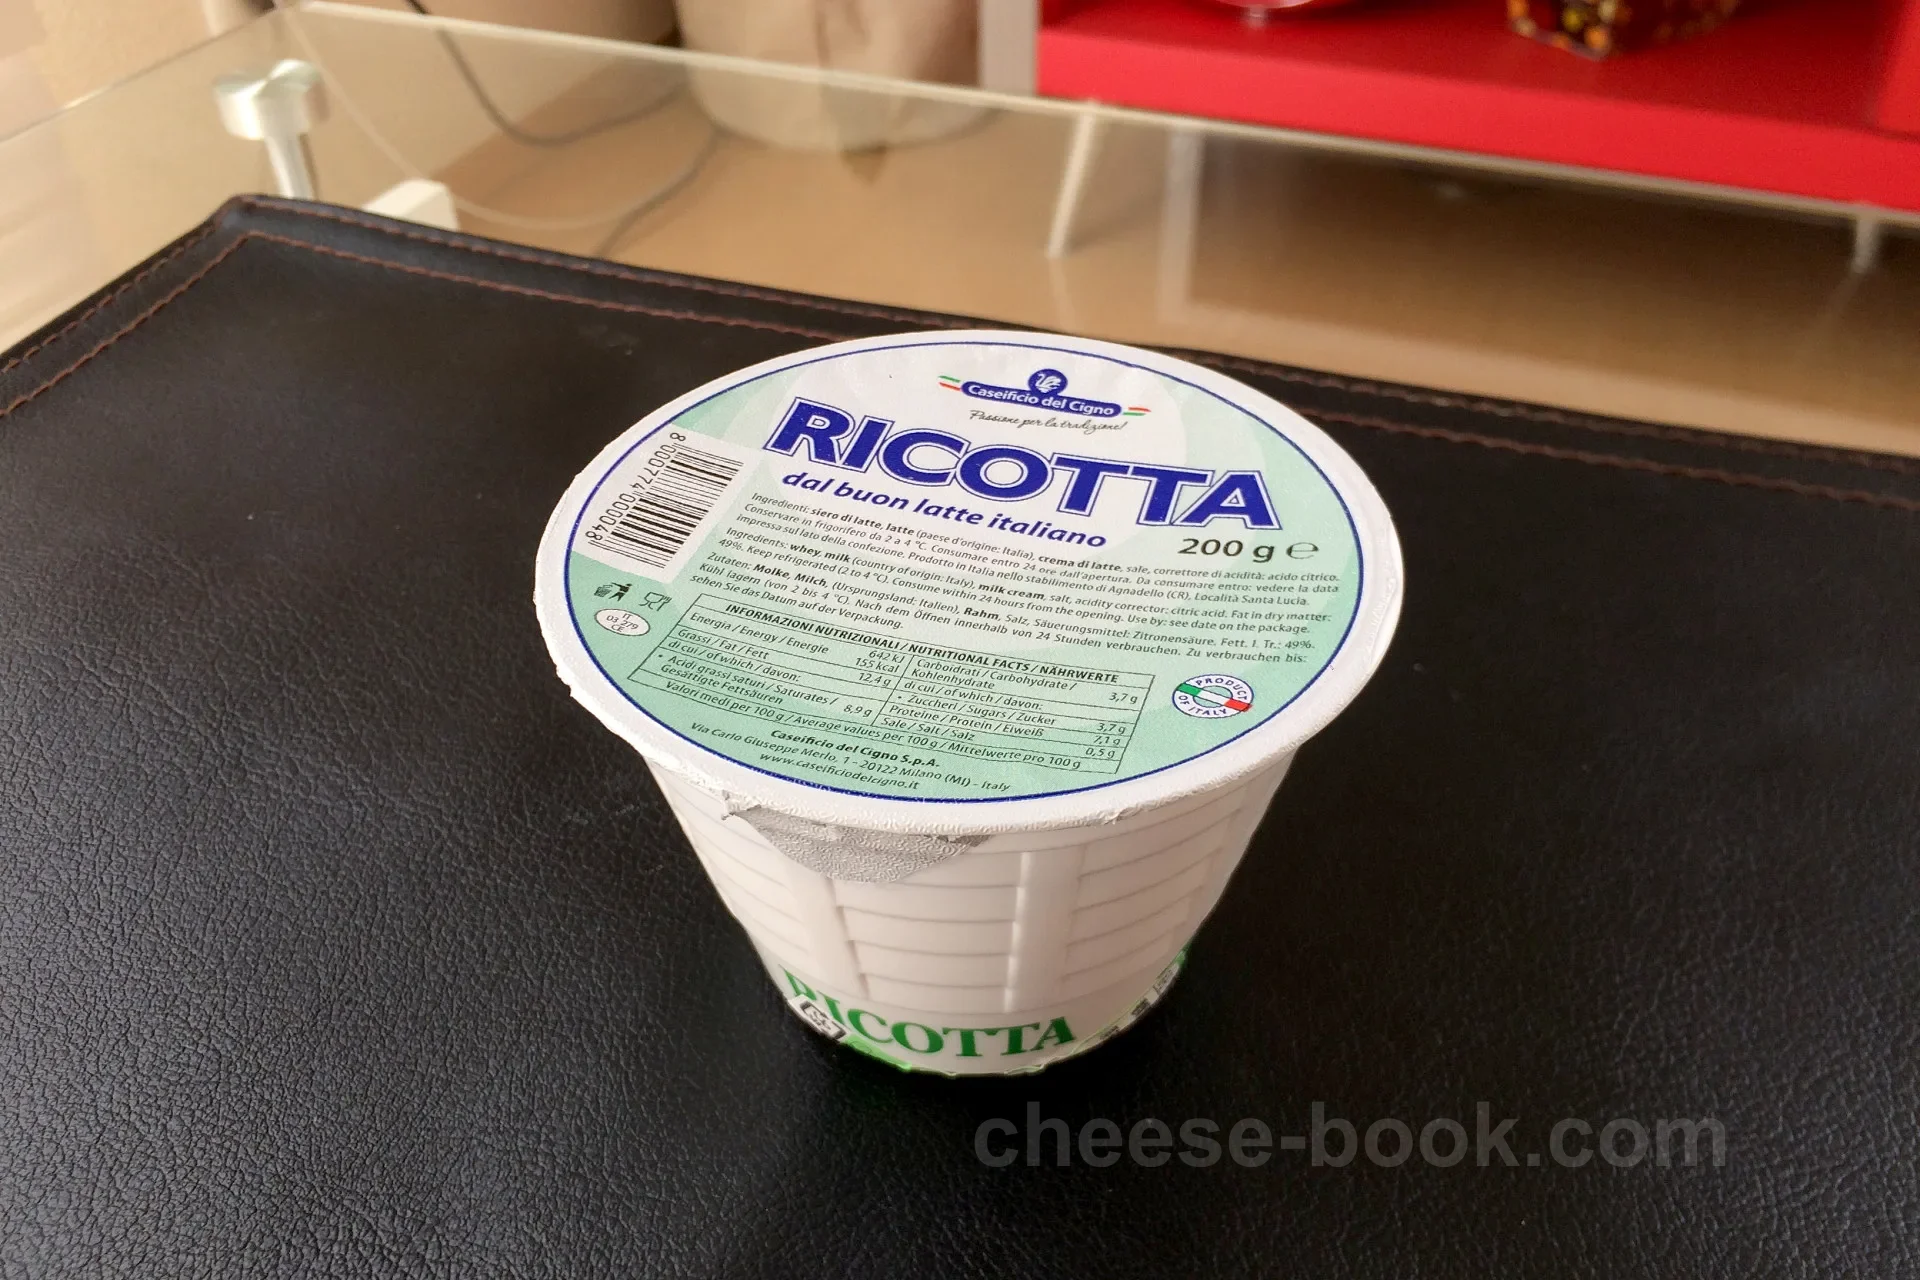 Caseificio del Cigno
Passione per la tradizione!
RICOTTA
dal buon latte italiano
200 g ℮
8 000774 000048
Ingredienti: siero di latte, latte (paese d'origine: Italia), crema di latte, sale, correttore di acidità: acido citrico.
Conservare in frigorifero da 2 a 4 °C. Consumare entro 24 ore dall'apertura. Da consumare entro: vedere la data
impressa sul lato della confezione. Prodotto in Italia nello stabilimento di Agnadello (CR), Località Santa Lucia.
Ingredients: whey, milk (country of origin: Italy), milk cream, salt, acidity corrector: citric acid. Fat in dry matter:
49%. Keep refrigerated (2 to 4 °C). Consume within 24 hours from the opening. Use by: see date on the package.
Zutaten: Molke, Milch, (Ursprungsland: Italien), Rahm, Salz, Säuerungsmittel: Zitronensäure. Fett. I. Tr.: 49%.
Kühl lagern (von 2 bis 4 °C). Nach dem Öffnen innerhalb von 24 Stunden verbrauchen. Zu verbrauchen bis:
sehen Sie das Datum auf der Verpackung.
IT
03 279
CE
INFORMAZIONI NUTRIZIONALI / NUTRITIONAL FACTS / NÄHRWERTE
Energia / Energy / Energie 642 kJ
155 kcal
Grassi / Fat / Fett 12,4 g
di cui / of which / davon:
• Acidi grassi saturi / Saturates /
Gesättigte Fettsäuren 8,9 g
Carboidrati / Carbohydrate /
Kohlenhydrate 3,7 g
di cui / of which / davon:
• Zuccheri / Sugars / Zucker 3,7 g
Proteine / Protein / Eiweiß 7,1 g
Sale / Salt / Salz 0,5 g
Valori medi per 100 g / Average values per 100 g / Mittelwerte pro 100 g
PRODUCT
OF ITALY
Caseificio del Cigno S.p.A.
Via Carlo Giuseppe Merlo, 1 - 20122 Milano (MI) - Italy
www.caseificiodelcigno.it
RICOTTA
cheese-book.com